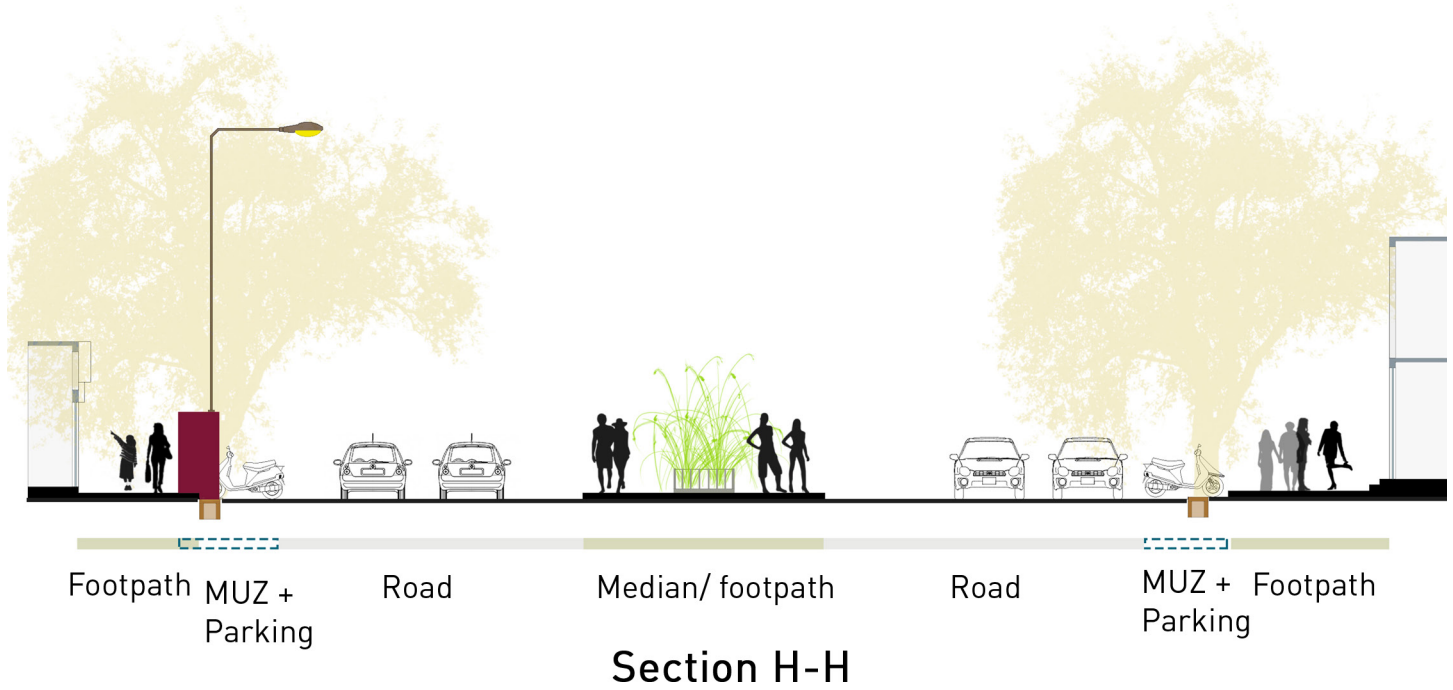 Footpath
MUZ +
Parking
Road
Median/ footpath
Road
MUZ +
Parking
Footpath
Section H-H